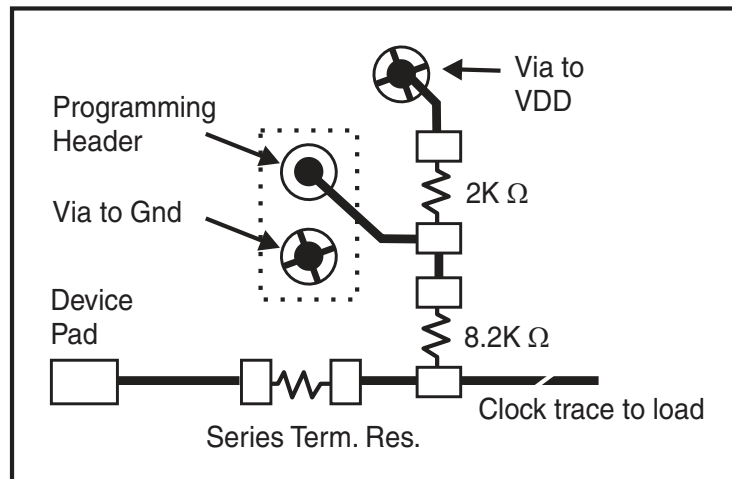 Via to
VDD
Programming
Header
2K Ω
Via to Gnd
Device
Pad
8.2K Ω
Clock trace to load
Series Term. Res.